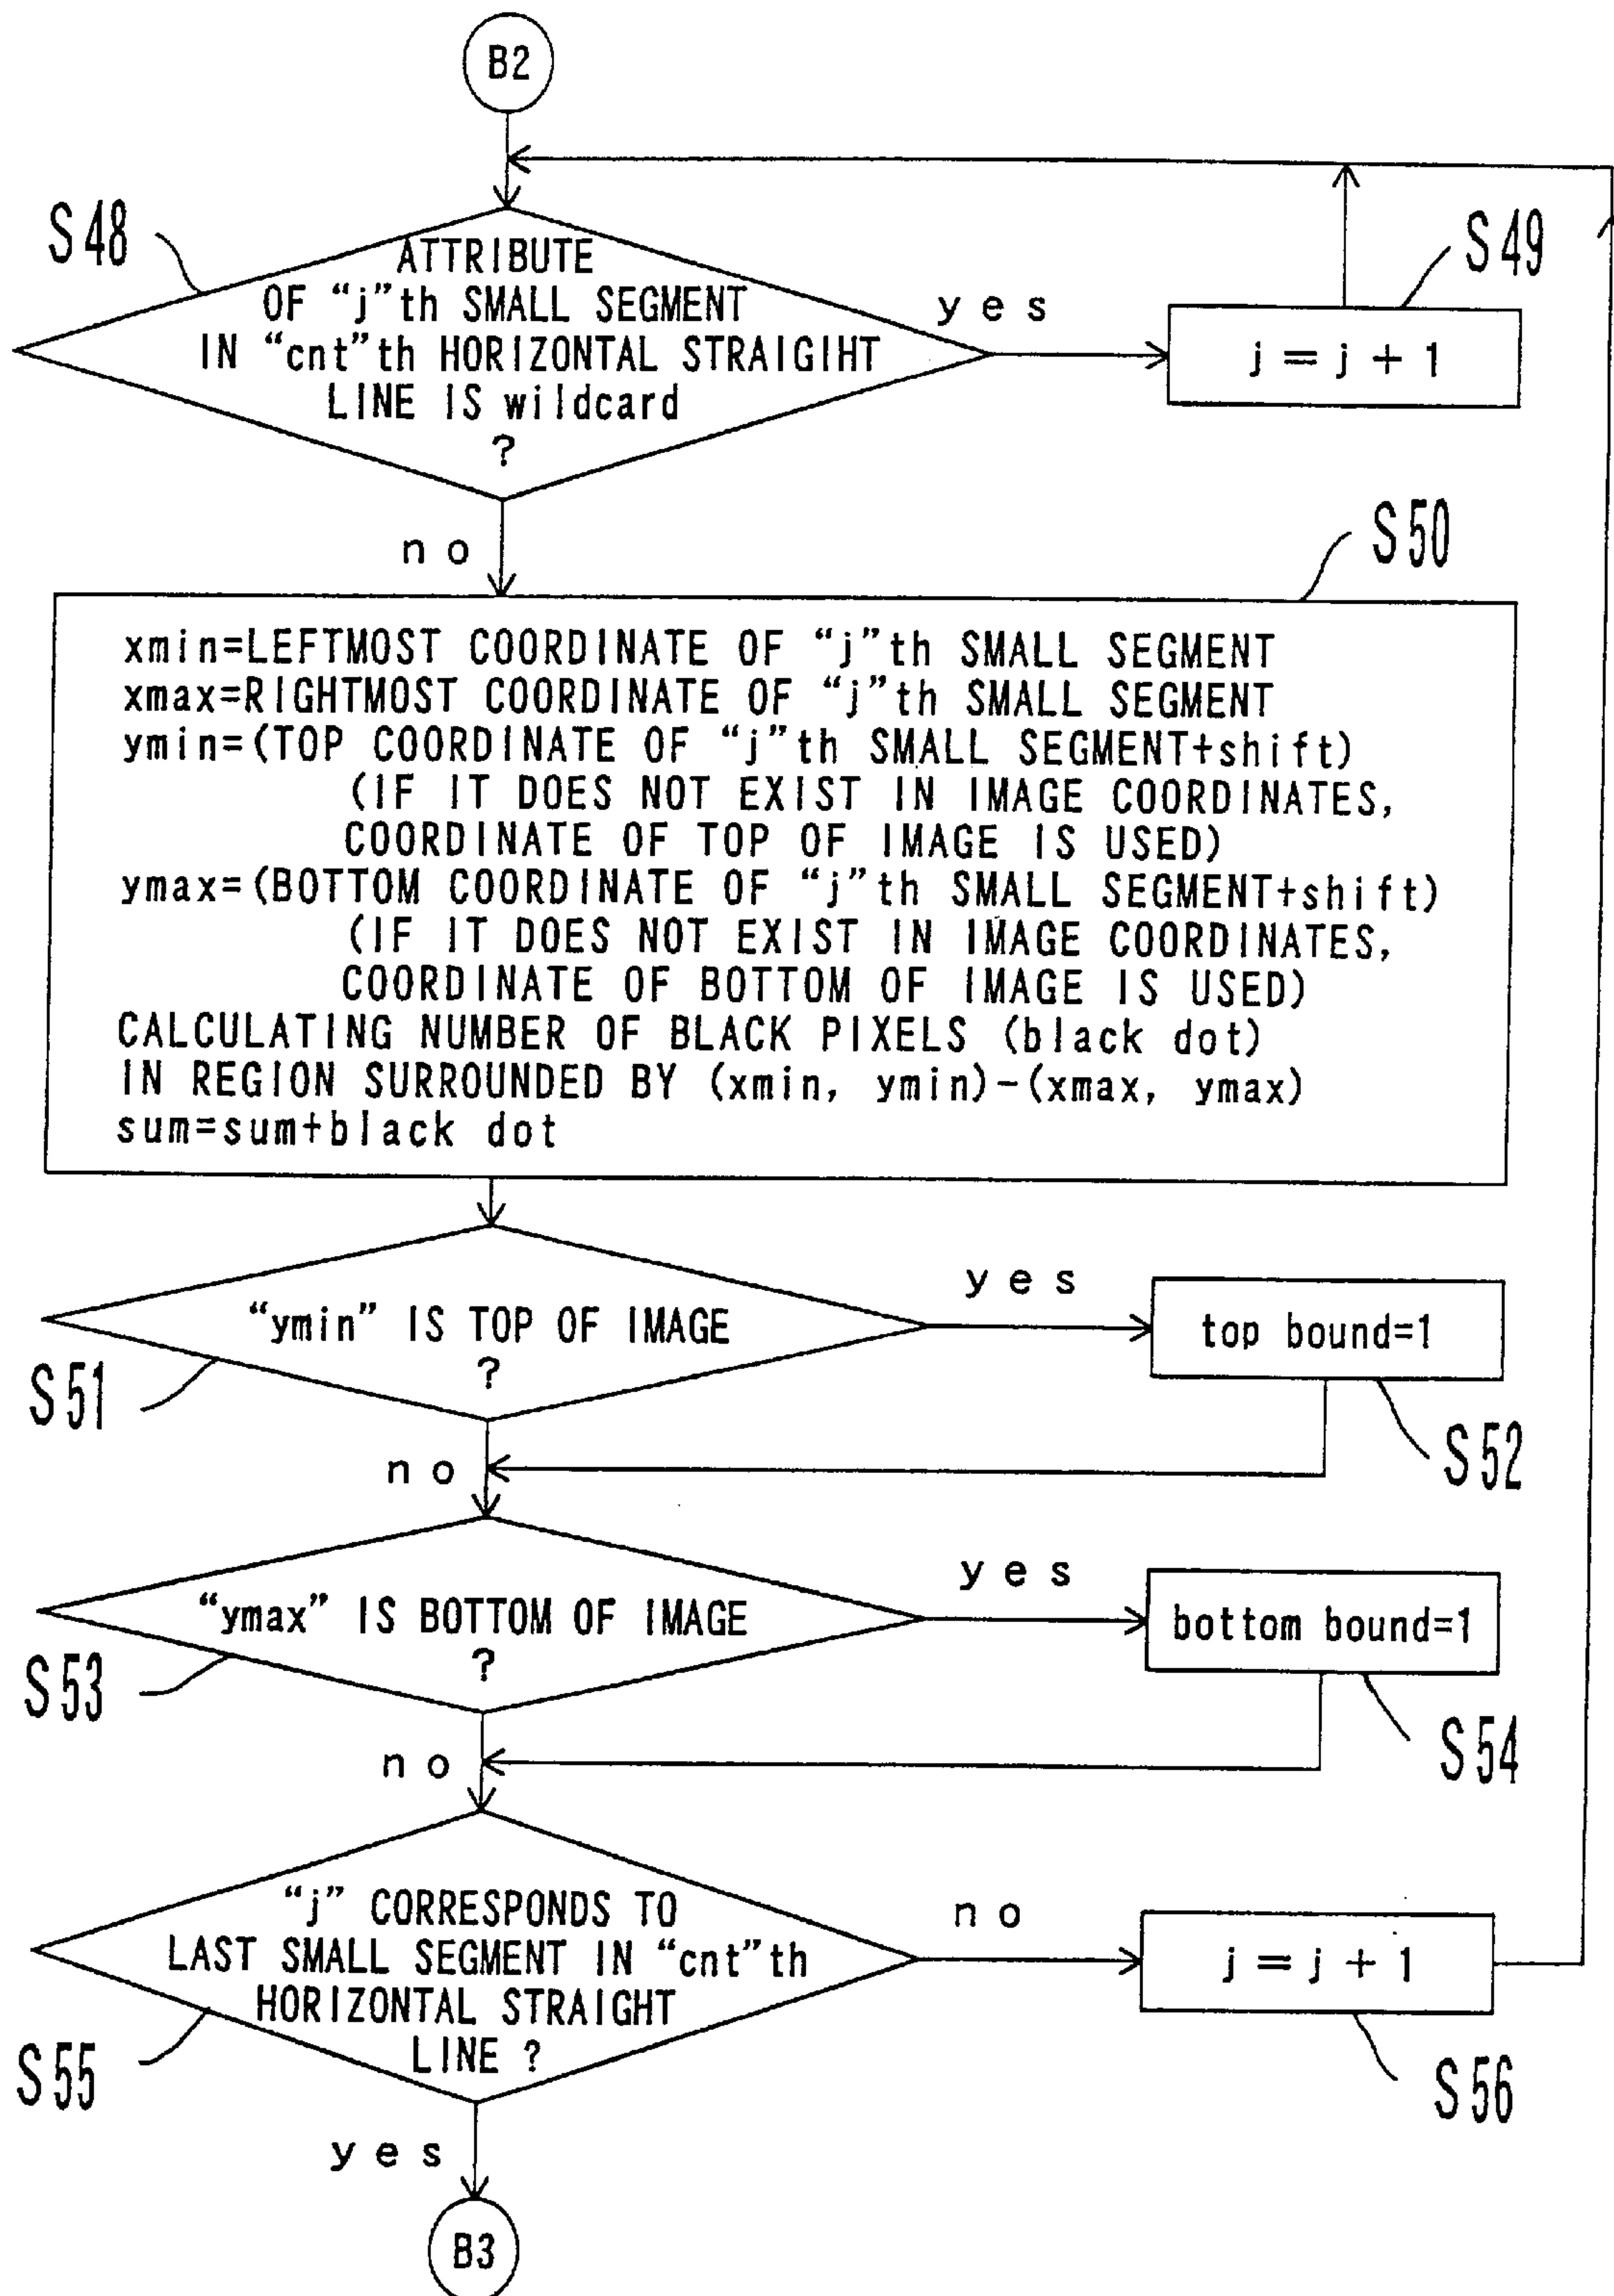 B2
S48
ATTRIBUTE
OF “j”th SMALL SEGMENT
IN “cnt”th HORIZONTAL STRAIGIHT
LINE IS wildcard
?
yes
S49
j = j + 1
no
S50
xmin=LEFTMOST COORDINATE OF “j”th SMALL SEGMENT
xmax=RIGHTMOST COORDINATE OF “j”th SMALL SEGMENT
ymin=(TOP COORDINATE OF “j”th SMALL SEGMENT+shift)
(IF IT DOES NOT EXIST IN IMAGE COORDINATES,
COORDINATE OF TOP OF IMAGE IS USED)
ymax=(BOTTOM COORDINATE OF “j”th SMALL SEGMENT+shift)
(IF IT DOES NOT EXIST IN IMAGE COORDINATES,
COORDINATE OF BOTTOM OF IMAGE IS USED)
CALCULATING NUMBER OF BLACK PIXELS (black dot)
IN REGION SURROUNDED BY (xmin, ymin)-(xmax, ymax)
sum=sum+black dot
“ymin” IS TOP OF IMAGE
?
S51
yes
top bound=1
S52
no
“ymax” IS BOTTOM OF IMAGE
?
S53
yes
bottom bound=1
S54
no
“j” CORRESPONDS TO
LAST SMALL SEGMENT IN “cnt”th
HORIZONTAL STRAIGHT
LINE ?
S55
no
j = j + 1
S56
yes
B3